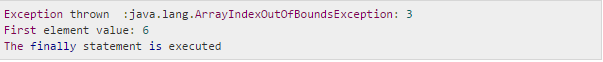 Exception thrown  :java.lang.ArrayIndexOutOfBoundsException: 3
First element value: 6
The finally statement is executed